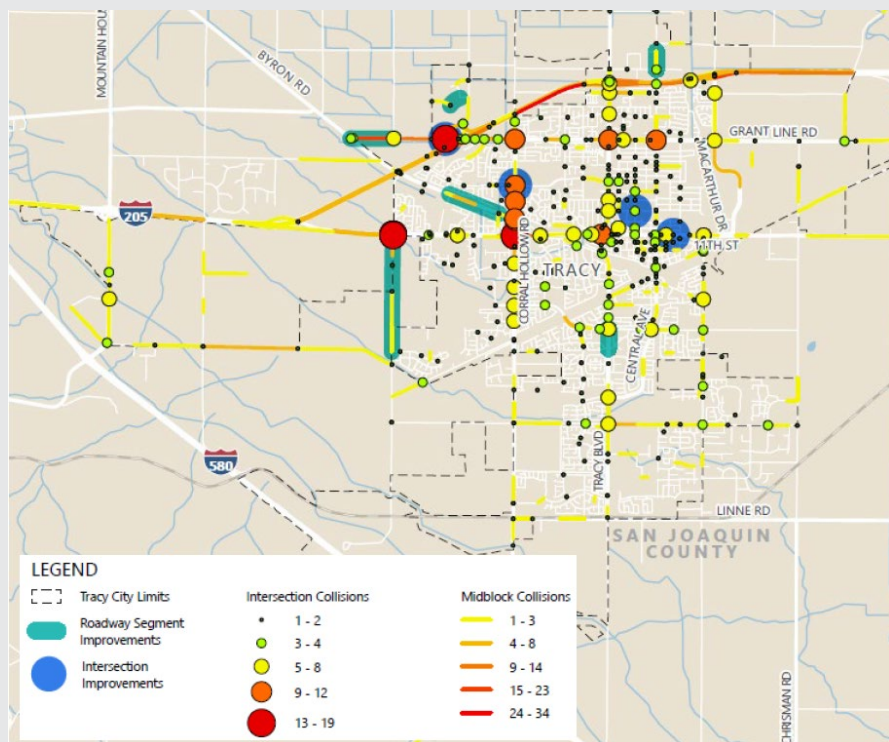 MOUNTAIN HOU
BYRON RD
GRANT LINE RD
MACARTHUR DR
205
11TH ST
CORRAL HOLLOW RD
TRACY
CENTRAL AVE
580
TRACY BLVD
LINNE RD
SAN JOAQUIN
COUNTY
CHRISMAN RD
LEGEND
Tracy City Limits
Roadway Segment
Improvements
Intersection
Improvements
Intersection Collisions
1 - 2
3 - 4
5 - 8
9 - 12
13 - 19
Midblock Collisions
1 - 3
4 - 8
9 - 14
15 - 23
24 - 34